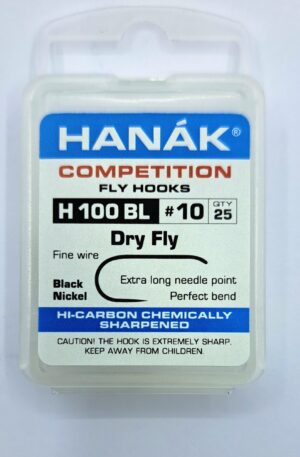 HANÁK®
COMPETITION
FLY HOOKS
H 100 BL #10 QTY 25
Dry Fly
Fine wire
Extra long needle point
Black
Nickel
Perfect bend
HI-CARBON CHEMICALLY
SHARPENED
CAUTION! THE HOOK IS EXTREMELY SHARP.
KEEP AWAY FROM CHILDREN.